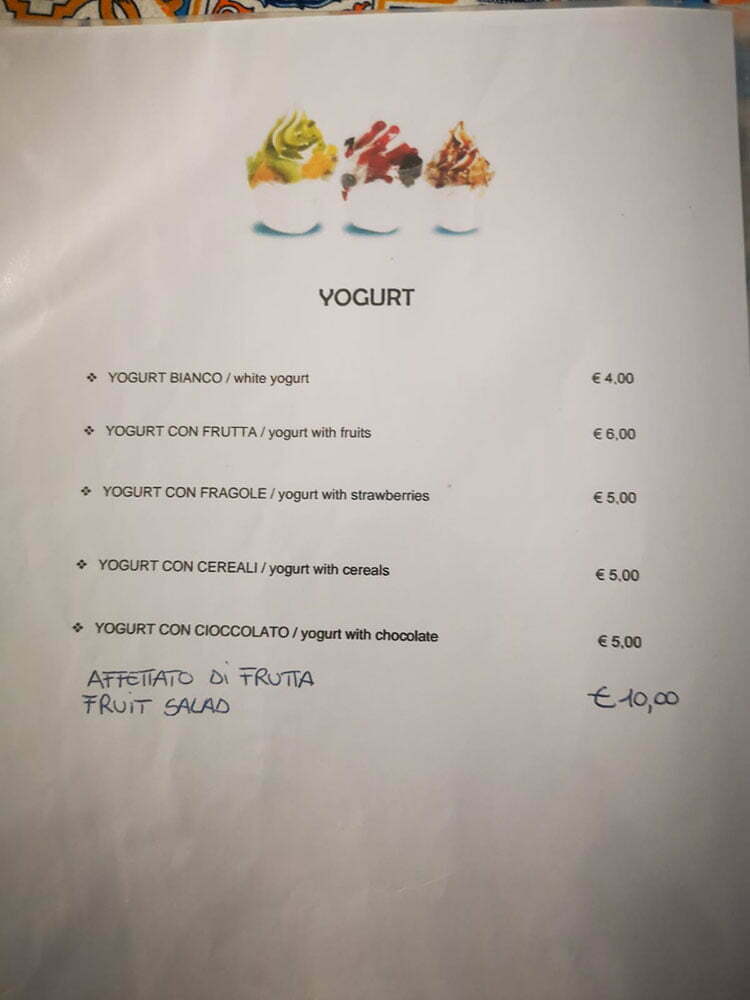 YOGURT
❖ YOGURT BIANCO / white yogurt € 4,00
❖ YOGURT CON FRUTTA / yogurt with fruits € 6,00
❖ YOGURT CON FRAGOLE / yogurt with strawberries € 5,00
❖ YOGURT CON CEREALI / yogurt with cereals € 5,00
❖ YOGURT CON CIOCCOLATO / yogurt with chocolate € 5,00
AFFETTATO Di FRUTTA
FRUiT SALAD € 10,00